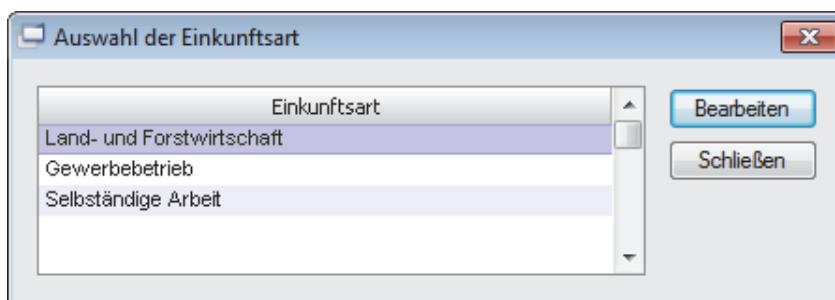 Auswahl der Einkunftsart
Einkunftsart
Bearbeiten
Land- und Forstwirtschaft
Schließen
Gewerbebetrieb
Selbständige Arbeit